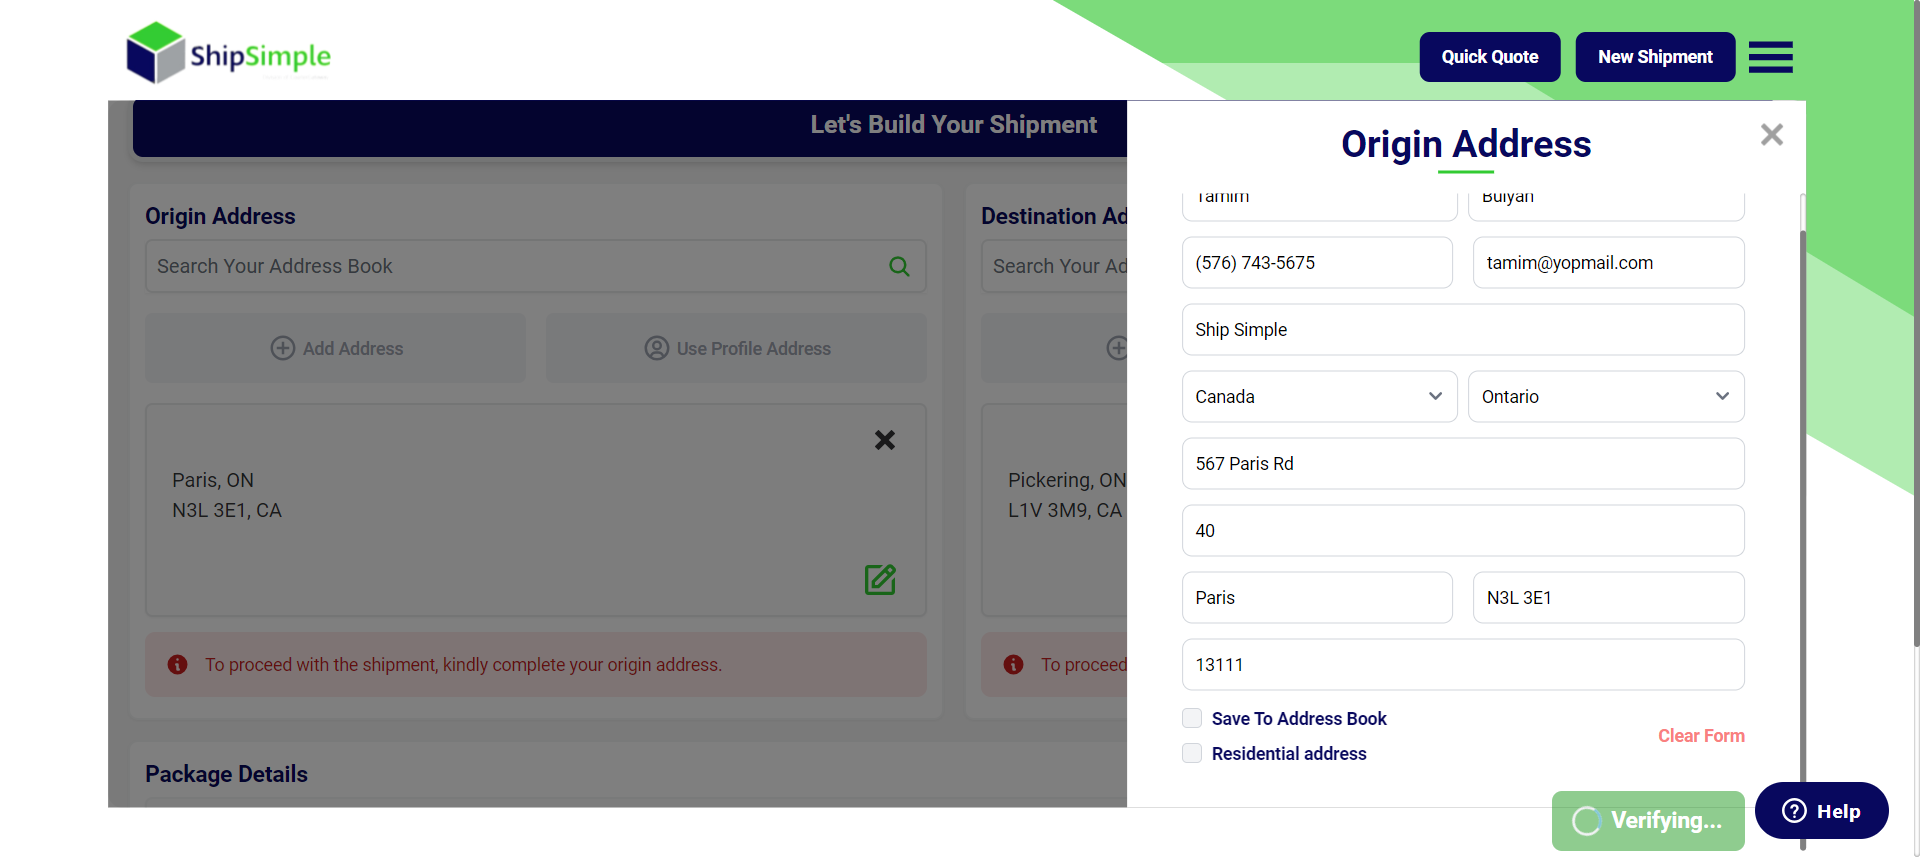 ShipSimple
Quick Quote
New Shipment
Let's Build Your Shipment
Origin Address
Search Your Address Book
Add Address
Use Profile Address
Paris, ON
N3L 3E1, CA
To proceed with the shipment, kindly complete your origin address.
Destination Ad
Search Your Ad
Pickering, ON
L1V 3M9, CA
To proceed
Package Details
Origin Address
Tamim
Buiyan
(576) 743-5675
tamim@yopmail.com
Ship Simple
Canada
Ontario
567 Paris Rd
40
Paris
N3L 3E1
13111
Save To Address Book
Residential address
Clear Form
Verifying...
Help